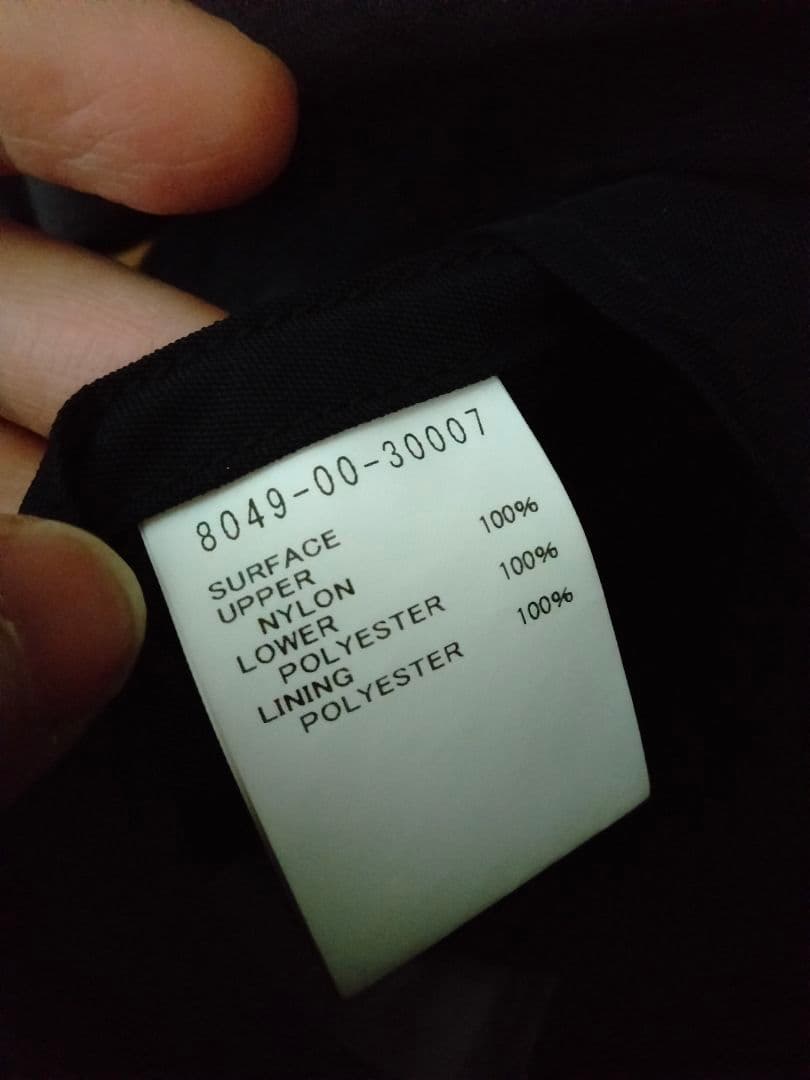 8049-00-30007
SURFACE
UPPER
NYLON 100%
LOWER
POLYESTER 100%
LINING
POLYESTER 100%